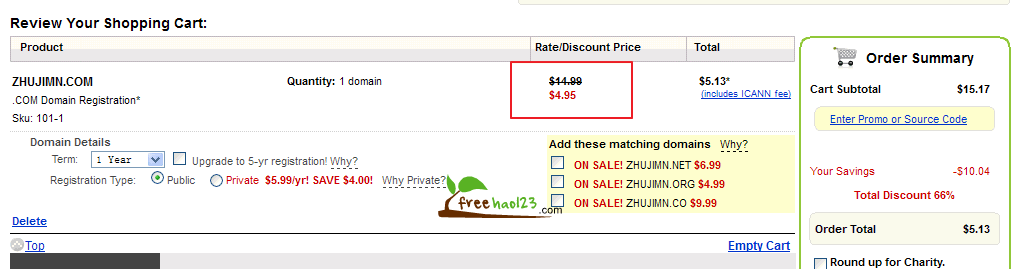 Review Your Shopping Cart:
Product Rate/Discount Price Total
ZHUJIMN.COM Quantity: 1 domain $14.99 $5.13*
$4.95 (includes ICANN fee)
.COM Domain Registration*
Sku: 101-1
Domain Details
Term: 1 Year Upgrade to 5-yr registration! Why?
Registration Type: Public Private $5.99/yr! SAVE $4.00! Why Private?
Add these matching domains Why?
ON SALE! ZHUJIMN.NET $6.99
ON SALE! ZHUJIMN.ORG $4.99
ON SALE! ZHUJIMN.CO $9.99
freehao123.com
Delete
Top Empty Cart
Order Summary
Cart Subtotal $15.17
Enter Promo or Source Code
Your Savings -$10.04
Total Discount 66%
Order Total $5.13
Round up for Charity.